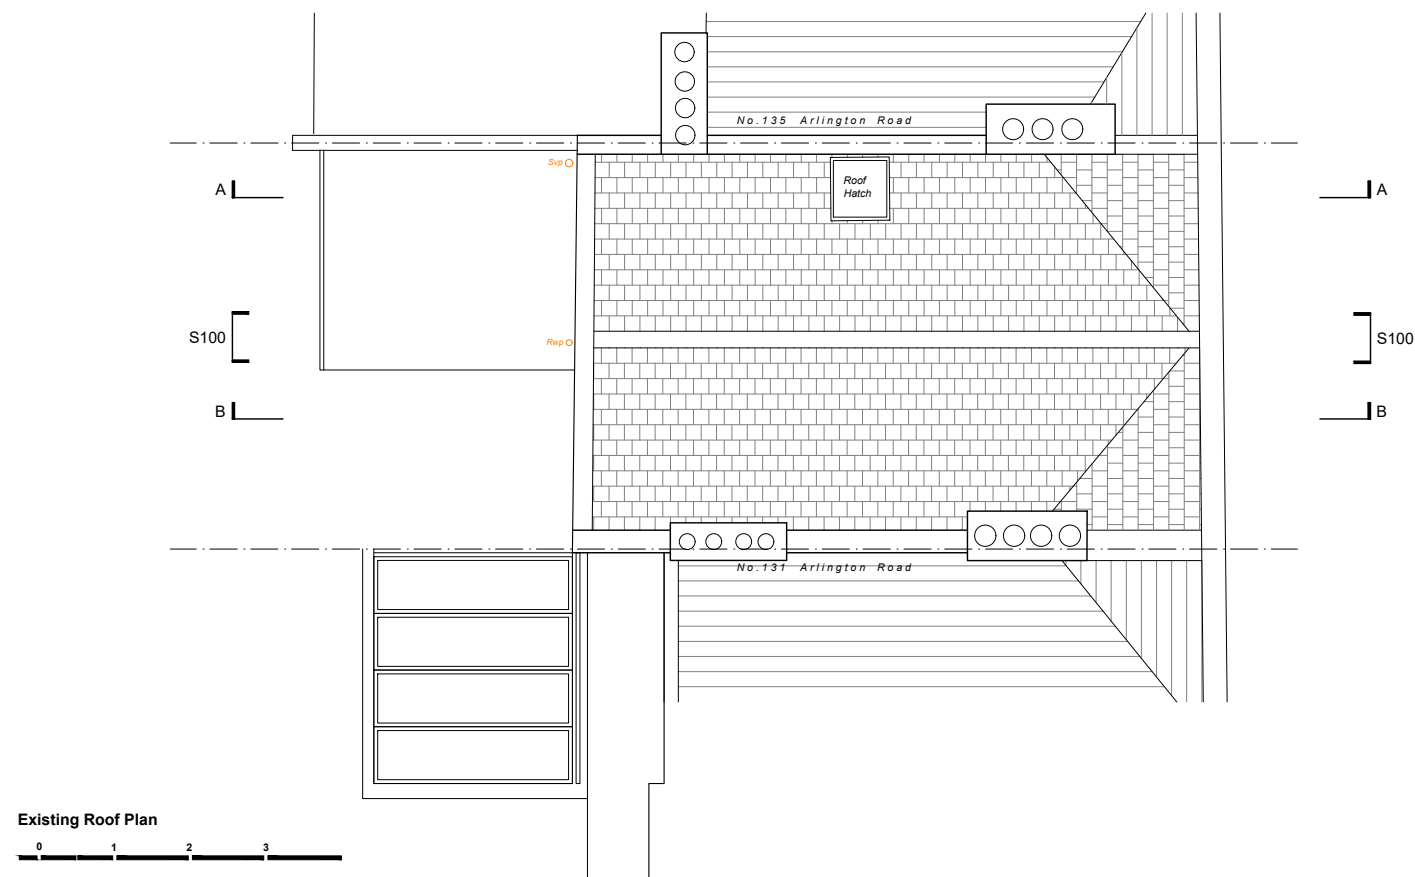 No.135 Arlington Road
Svp
Roof
Hatch
A
A
S100
S100
Rwp
B
B
No.131 Arlington Road
Existing Roof Plan
0 1 2 3